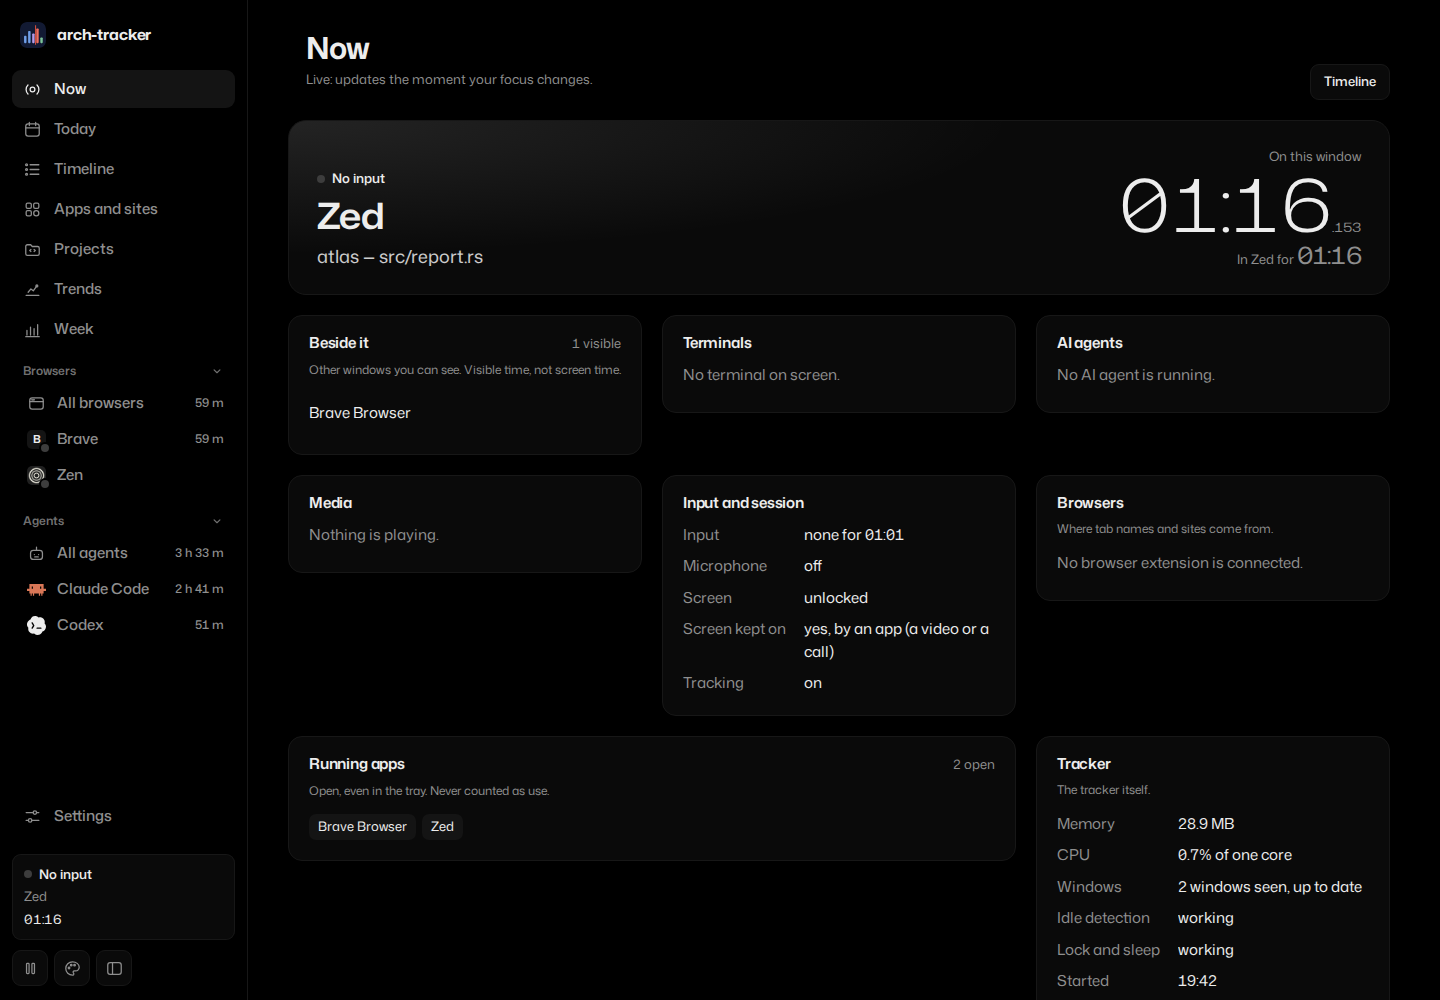 arch-tracker
Now
Today
Timeline
Apps and sites
Projects
Trends
Week
Browsers
All browsers 59 m
B Brave 59 m
Zen
Agents
All agents 3 h 33 m
Claude Code 2 h 41 m
Codex 51 m
Settings
No input
Zed
01:16
Now
Live: updates the moment your focus changes.
Timeline
No input
Zed
atlas — src/report.rs
On this window
01:16.153
In Zed for 01:16
Beside it 1 visible
Other windows you can see. Visible time, not screen time.
Brave Browser
Terminals
No terminal on screen.
AI agents
No AI agent is running.
Media
Nothing is playing.
Input and session
Input none for 01:01
Microphone off
Screen unlocked
Screen kept on yes, by an app (a video or a
call)
Tracking on
Browsers
Where tab names and sites come from.
No browser extension is connected.
Running apps 2 open
Open, even in the tray. Never counted as use.
Brave Browser Zed
Tracker
The tracker itself.
Memory 28.9 MB
CPU 0.7% of one core
Windows 2 windows seen, up to date
Idle detection working
Lock and sleep working
Started 19:42